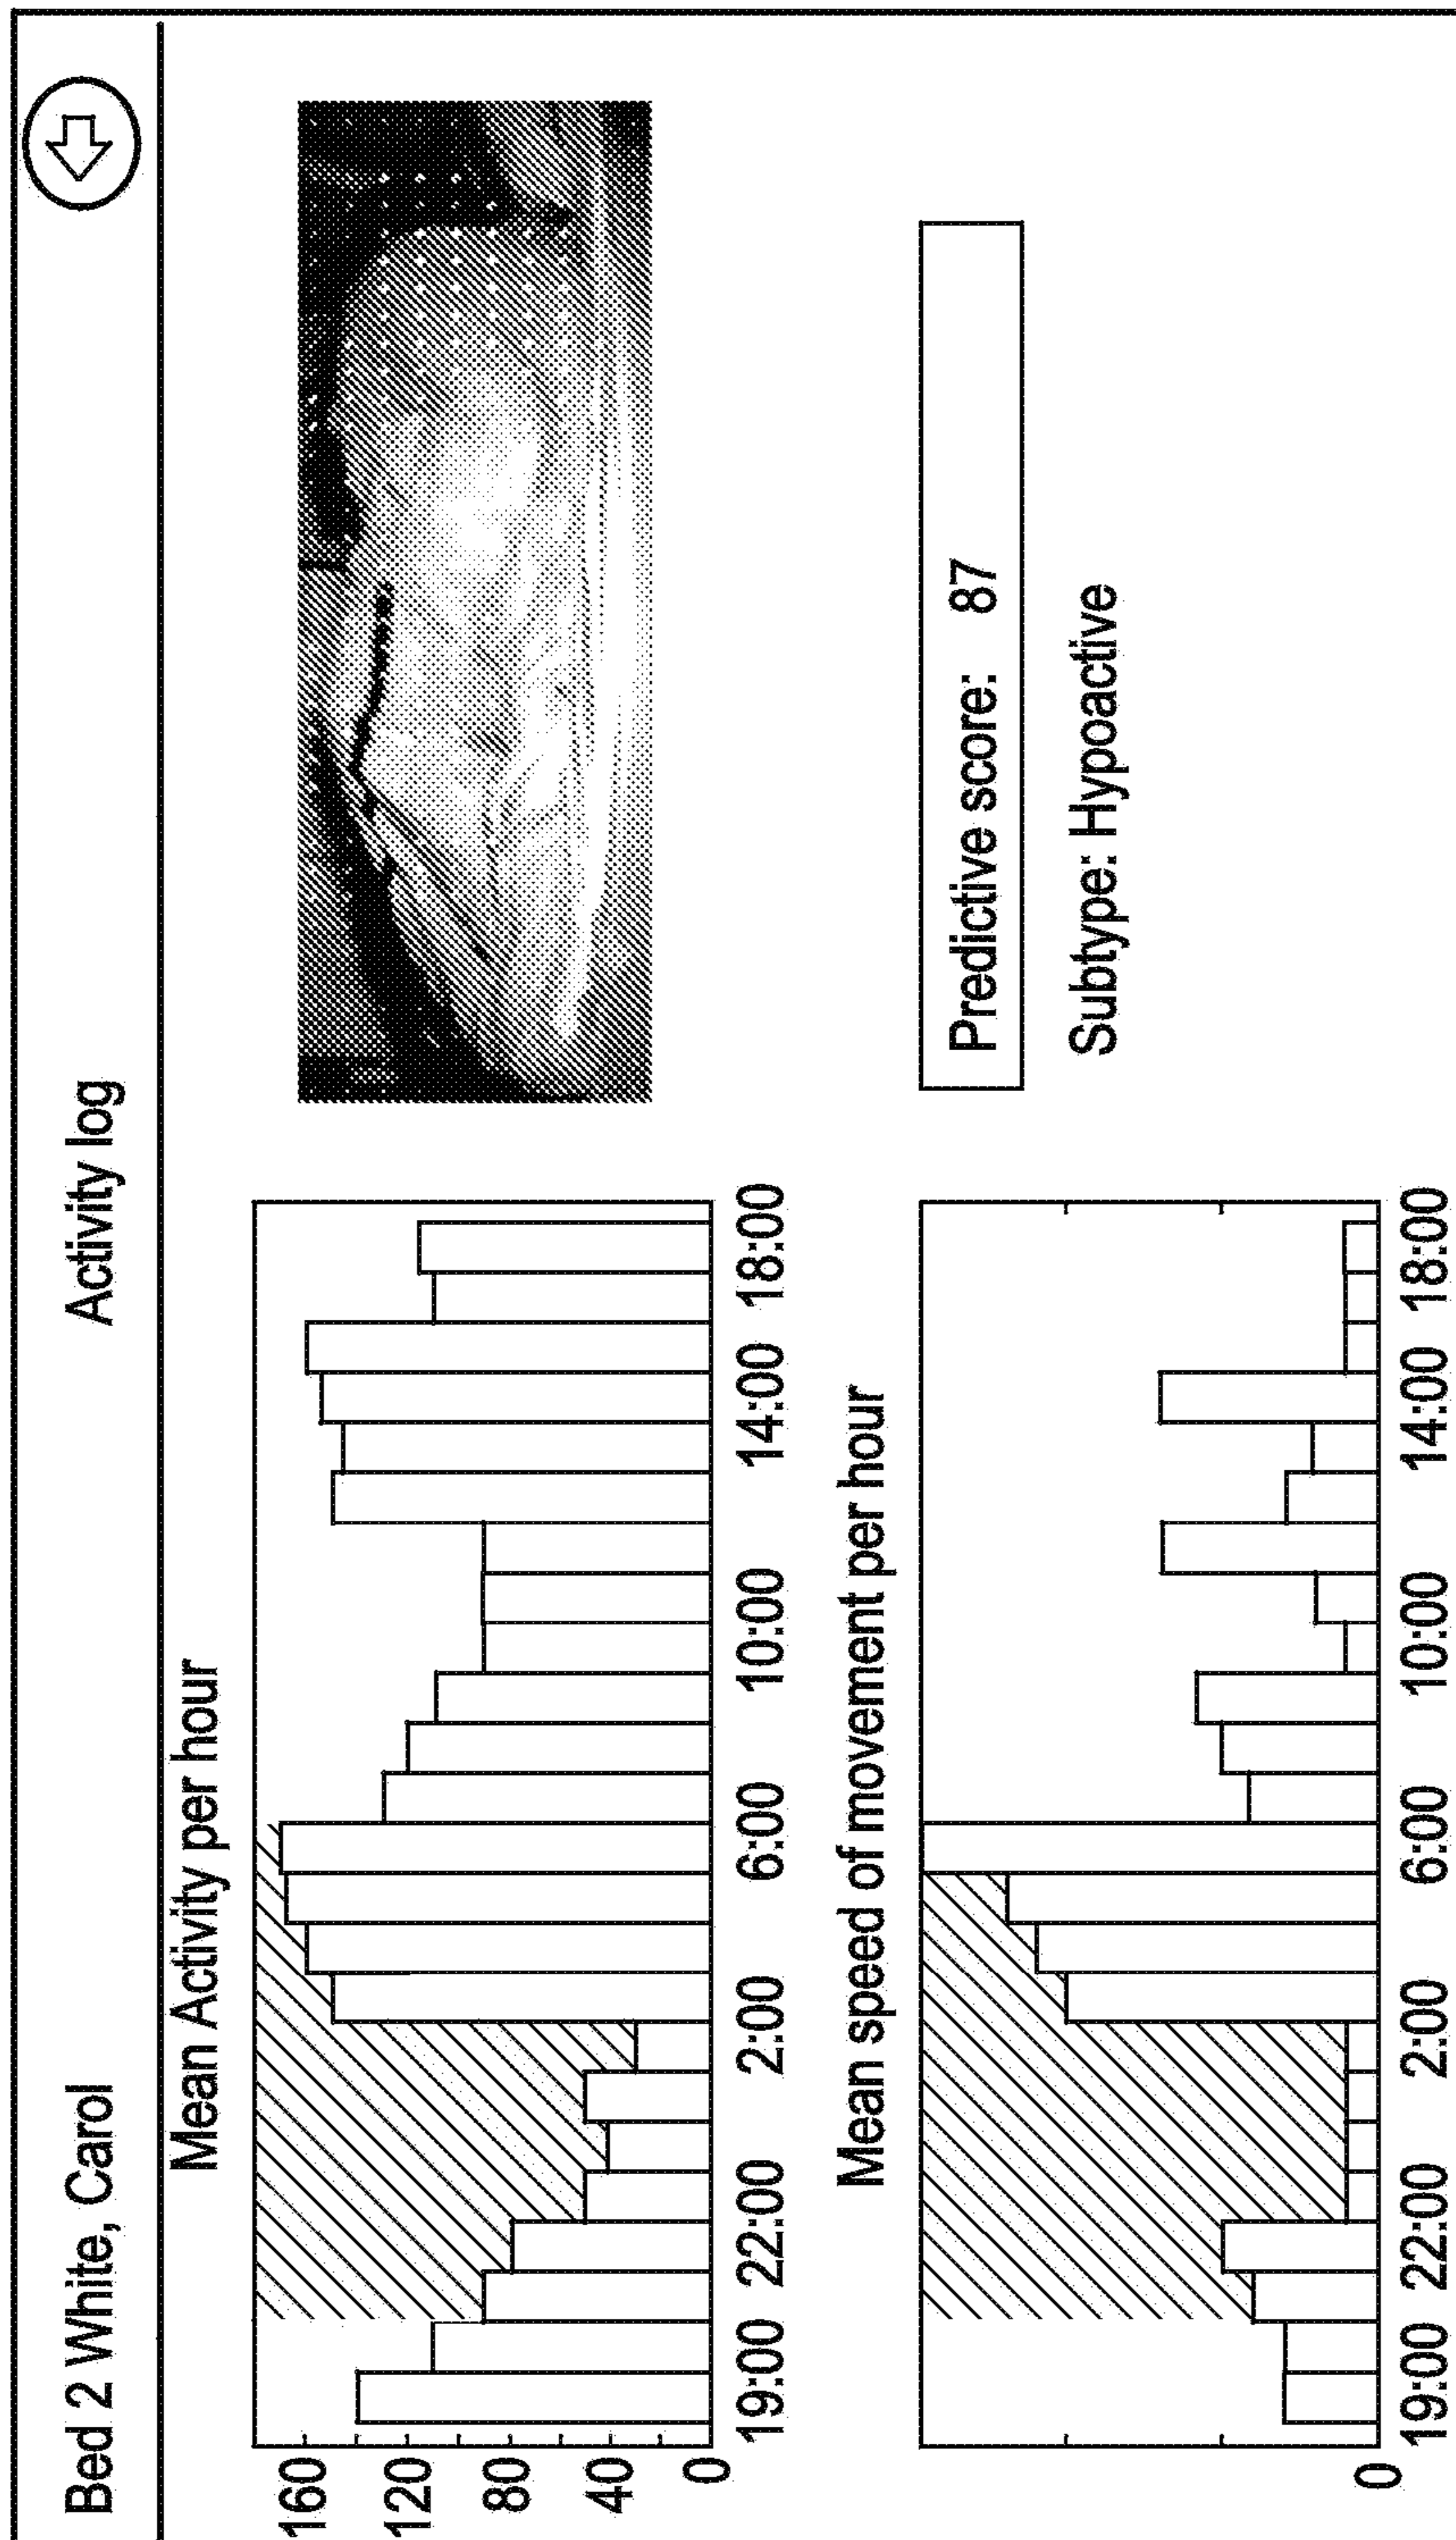 Bed 2 White, Carol
Activity log
Mean Activity per hour
160
120
80
40
0
19:00 22:00 2:00 6:00 10:00 14:00 18:00
Mean speed of movement per hour
0
19:00 22:00 2:00 6:00 10:00 14:00 18:00
Predictive score: 87
Subtype: Hypoactive